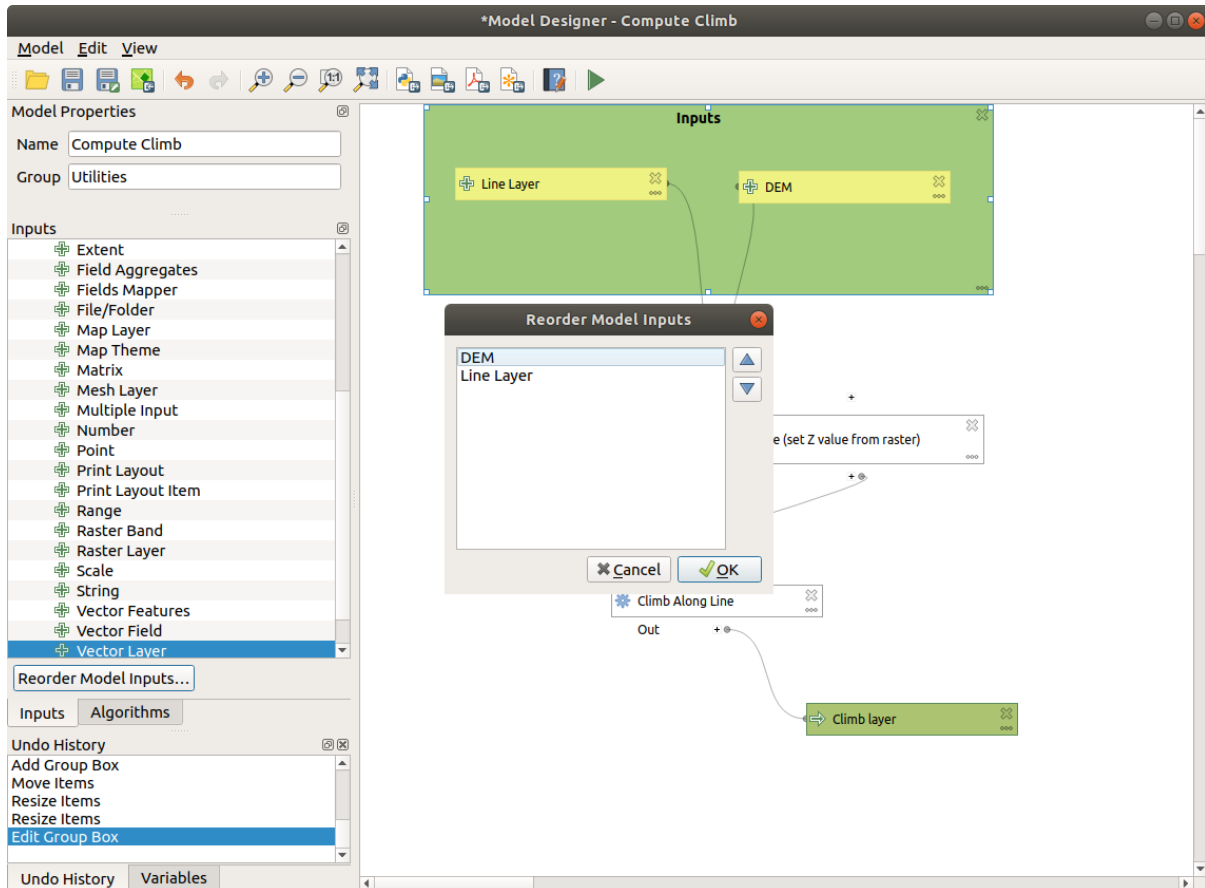 *Model Designer - Compute Climb
Model Edit View
1:1
Model Properties
Name Compute Climb
Group Utilities
Inputs
Extent
Field Aggregates
Fields Mapper
File/Folder
Map Layer
Map Theme
Matrix
Mesh Layer
Multiple Input
Number
Point
Print Layout
Print Layout Item
Range
Raster Band
Raster Layer
Scale
String
Vector Features
Vector Field
Vector Layer
Reorder Model Inputs...
Inputs Algorithms
Undo History
Add Group Box
Move Items
Resize Items
Resize Items
Edit Group Box
Undo History Variables
Inputs
Line Layer
DEM
Reorder Model Inputs
DEM
Line Layer
Cancel OK
e (set Z value from raster)
Climb Along Line
Out
Climb layer